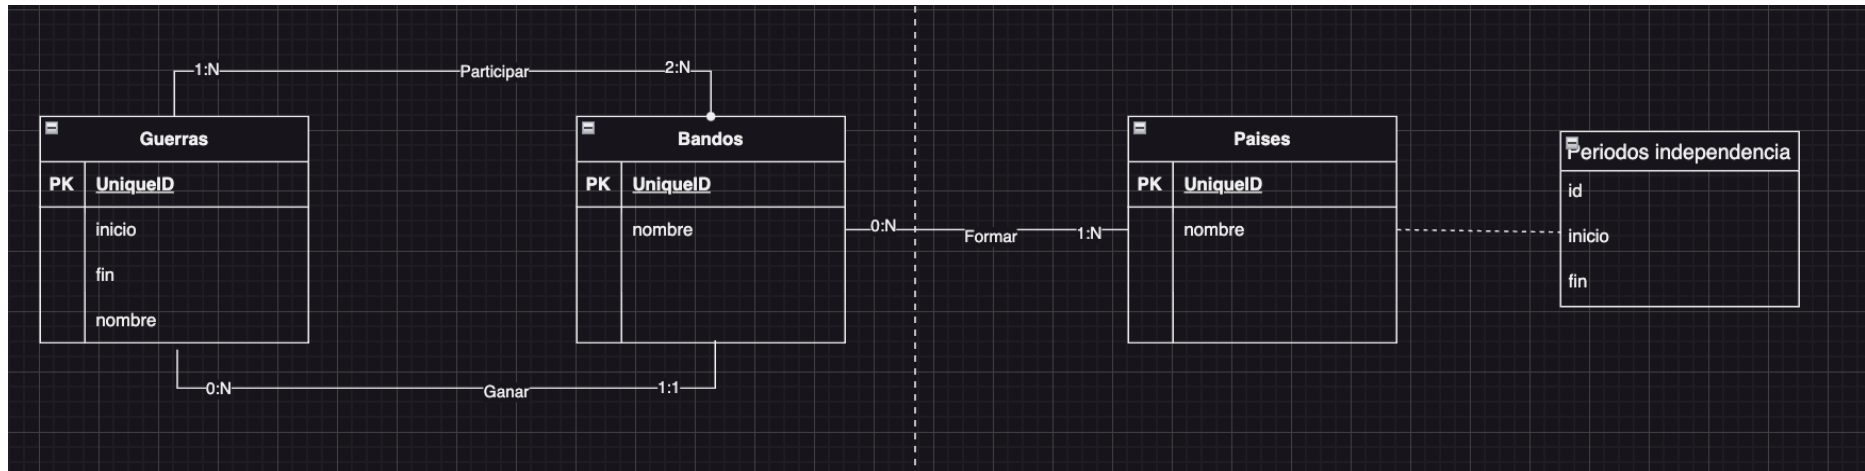 1:N
Participar
2:N
Guerras
PK
UniqueID
inicio
fin
nombre
Bandos
PK
UniqueID
nombre
0:N
Formar
1:N
Paises
PK
UniqueID
nombre
Periodos independencia
id
inicio
fin
0:N
Ganar
1:1